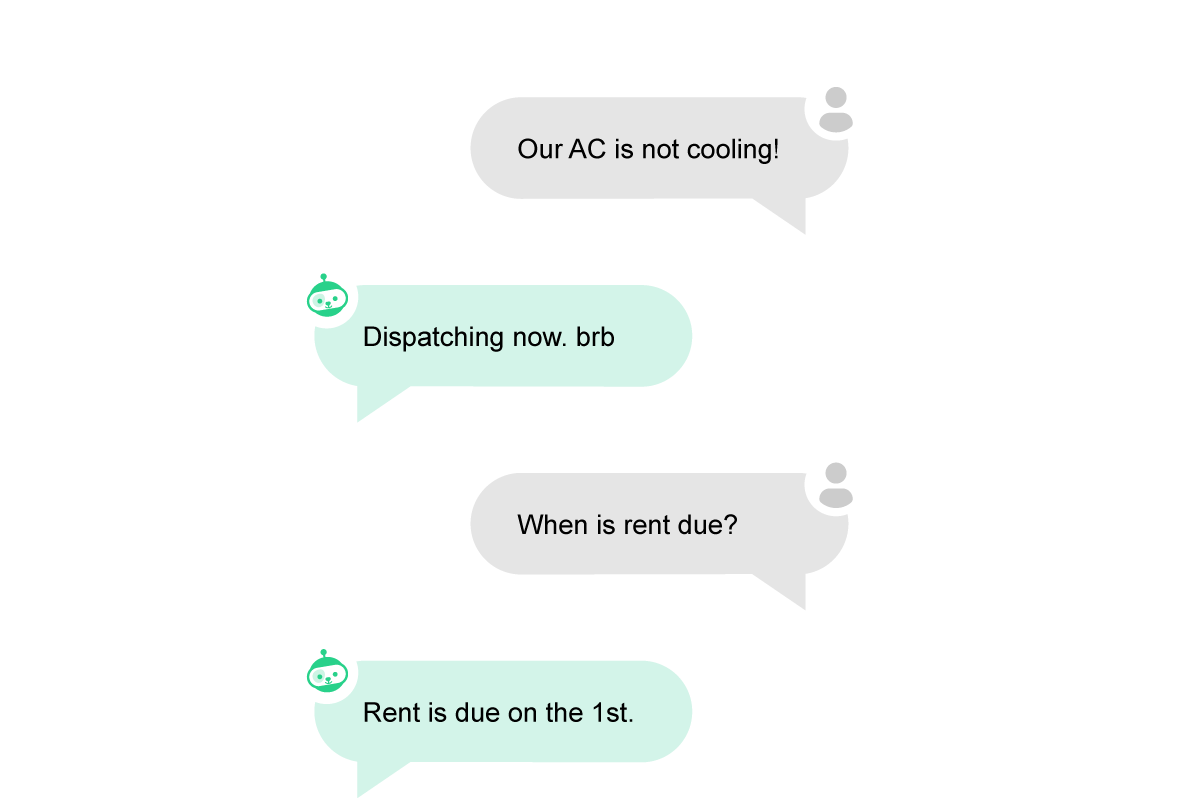 Our AC is not cooling!
Dispatching now. brb
When is rent due?
Rent is due on the 1st.